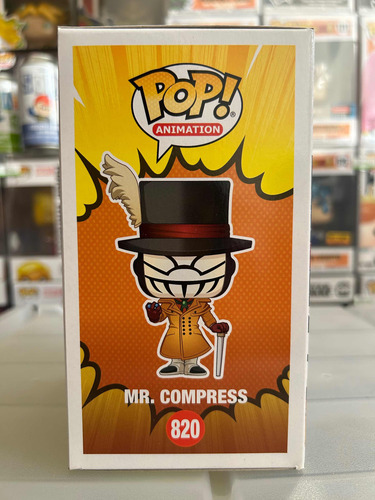 POP!
ANIMATION
MR. COMPRESS
820